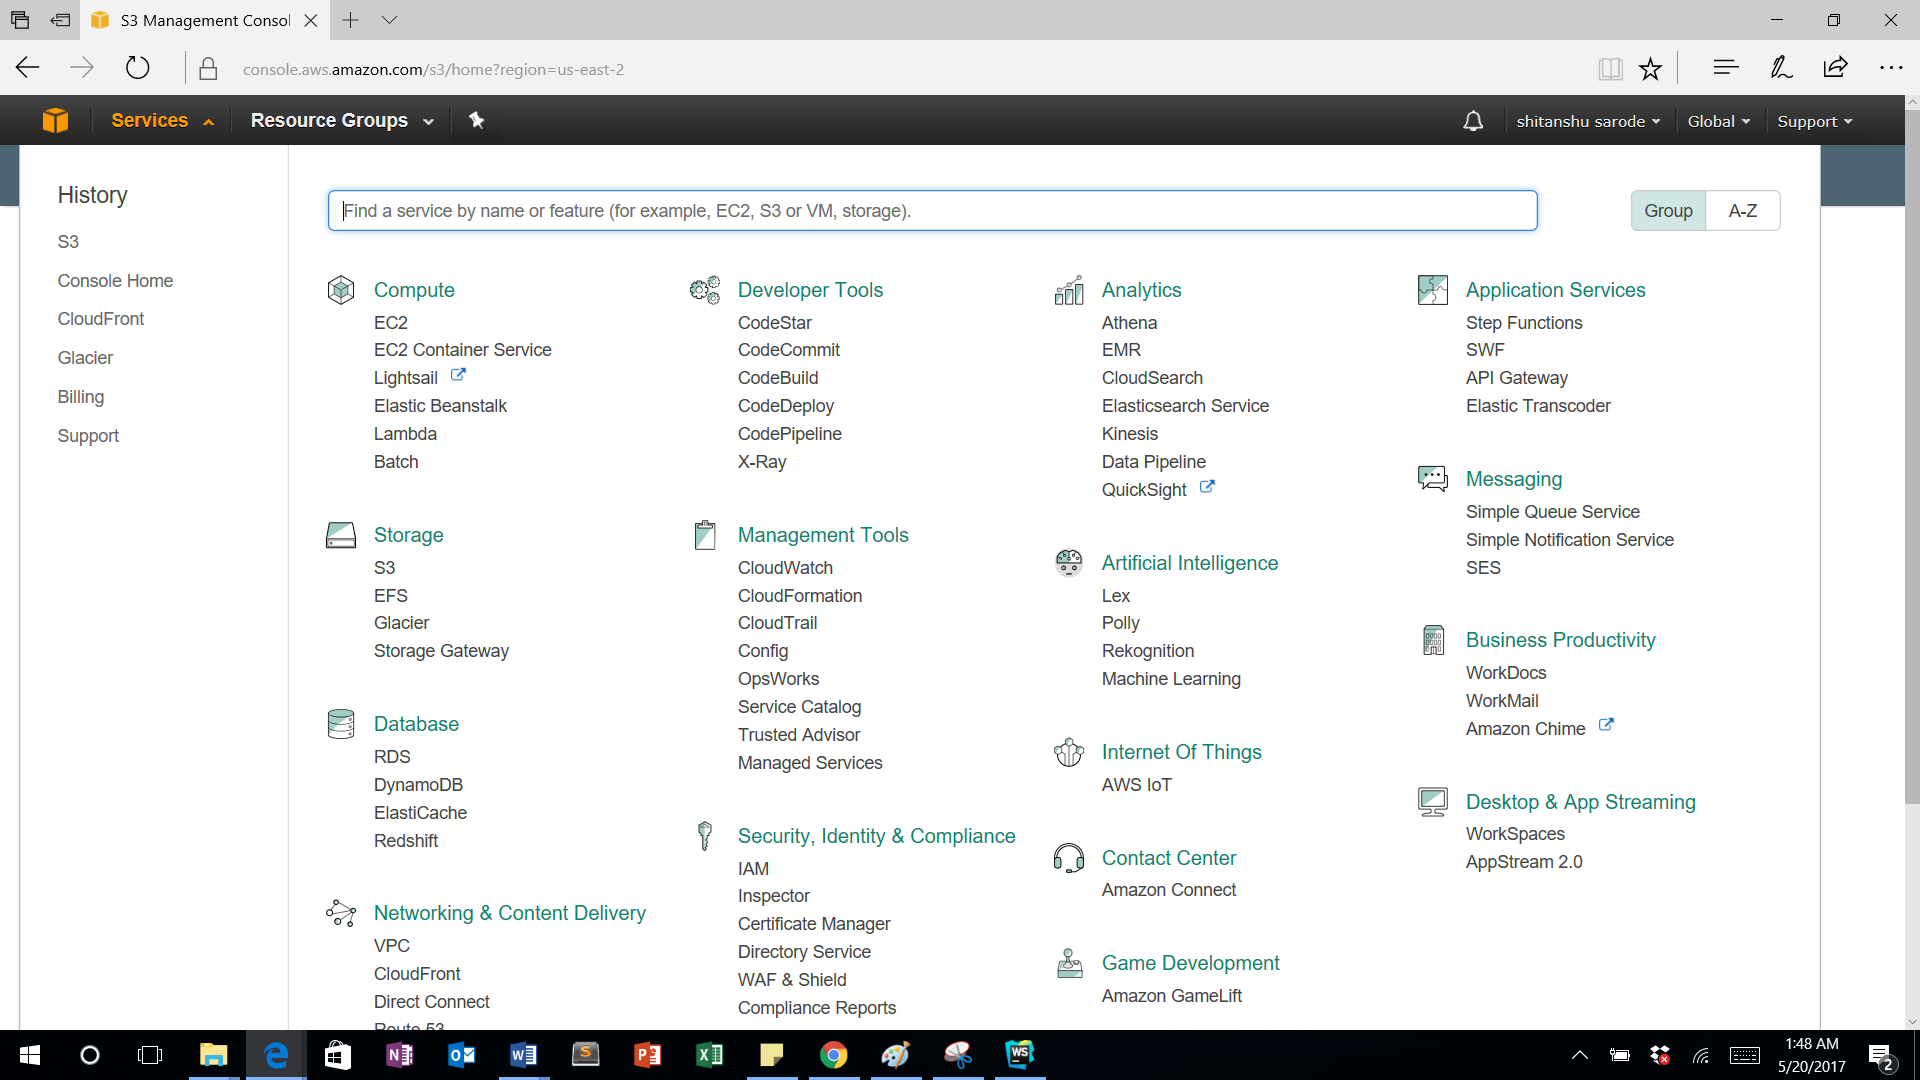 S3 Management Consol
console.aws.amazon.com/s3/home?region=us-east-2
Services
Resource Groups
shitanshu sarode
Global
Support
History
S3
Console Home
CloudFront
Glacier
Billing
Support
Find a service by name or feature (for example, EC2, S3 or VM, storage).
Group
A-Z
Compute
EC2
EC2 Container Service
Lightsail
Elastic Beanstalk
Lambda
Batch
Storage
S3
EFS
Glacier
Storage Gateway
Database
RDS
DynamoDB
ElastiCache
Redshift
Networking & Content Delivery
VPC
CloudFront
Direct Connect
Route 53
Developer Tools
CodeStar
CodeCommit
CodeBuild
CodeDeploy
CodePipeline
X-Ray
Management Tools
CloudWatch
CloudFormation
CloudTrail
Config
OpsWorks
Service Catalog
Trusted Advisor
Managed Services
Security, Identity & Compliance
IAM
Inspector
Certificate Manager
Directory Service
WAF & Shield
Compliance Reports
Analytics
Athena
EMR
CloudSearch
Elasticsearch Service
Kinesis
Data Pipeline
QuickSight
Artificial Intelligence
Lex
Polly
Rekognition
Machine Learning
Internet Of Things
AWS IoT
Contact Center
Amazon Connect
Game Development
Amazon GameLift
Application Services
Step Functions
SWF
API Gateway
Elastic Transcoder
Messaging
Simple Queue Service
Simple Notification Service
SES
Business Productivity
WorkDocs
WorkMail
Amazon Chime
Desktop & App Streaming
WorkSpaces
AppStream 2.0
WS
1:48 AM
5/20/2017
2